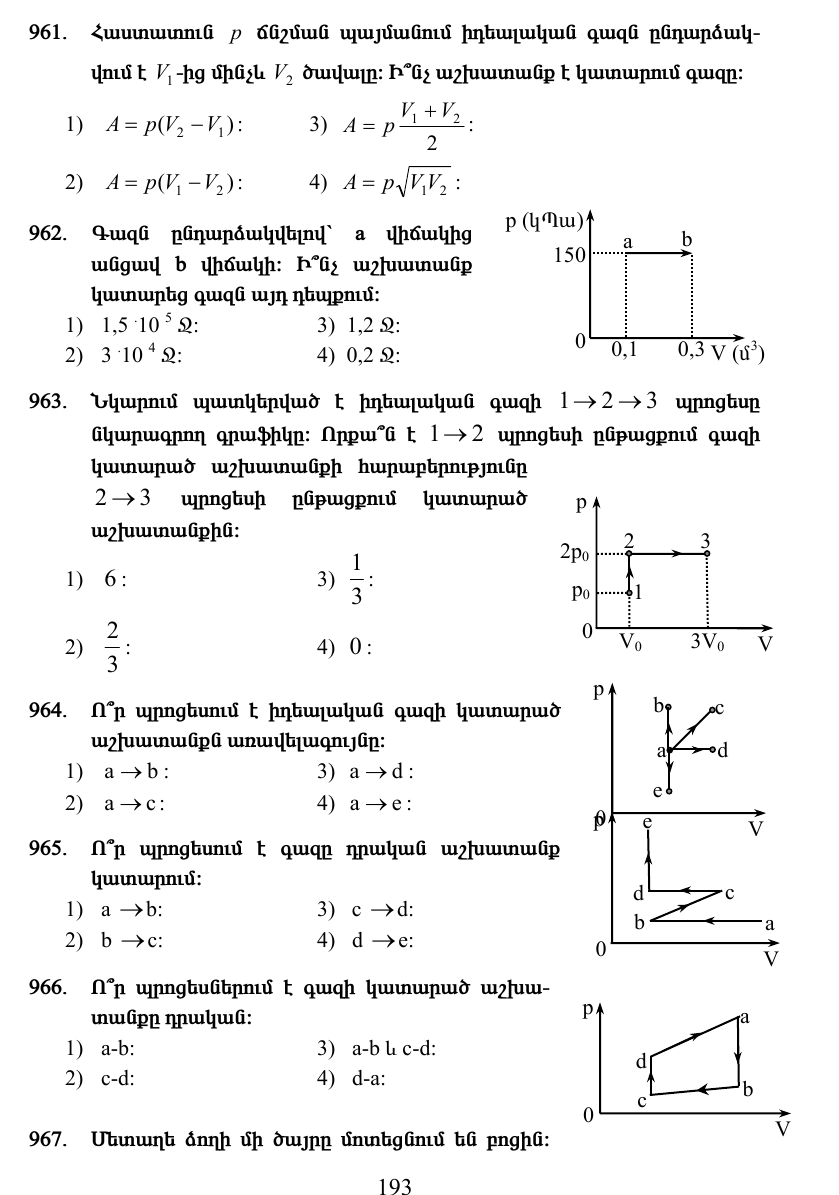 961. Հաստատուն p ճնշման պայմանում իդեալական գազն ընդարձակ-
վում է V₁-ից մինչև V₂ ծավալը: Ի՞նչ աշխատանք է կատարում գազը:
1) A = p(V₂ − V₁): 3) A = p (V₁ + V₂)/2 :
2) A = p(V₁ − V₂): 4) A = p√(V₁V₂) :
962. Գազն ընդարձակվելով՝ a վիճակից
անցավ b վիճակի: Ի՞նչ աշխատանք
կատարեց գազն այդ դեպքում:
1) 1,5 ·10 ⁵ Ջ: 3) 1,2 Ջ:
2) 3 ·10 ⁴ Ջ: 4) 0,2 Ջ:
p (կՊա)
a b
150
0 0,1 0,3 V (մ³)
963. Նկարում պատկերված է իդեալական գազի 1→2→3 պրոցեսը
նկարագրող գրաֆիկը: Որքա՞ն է 1→2 պրոցեսի ընթացքում գազի
կատարած աշխատանքի հարաբերությունը
2→3 պրոցեսի ընթացքում կատարած
աշխատանքին:
1) 6 : 3) 1/3 :
2) 2/3 : 4) 0 :
p
2 3
2p₀
p₀ 1
0 V₀ 3V₀ V
964. Ո՞ր պրոցեսում է իդեալական գազի կատարած
աշխատանքն առավելագույնը:
1) a → b : 3) a → d :
2) a → c : 4) a → e :
p
b c
a d
e
0 V
965. Ո՞ր պրոցեսում է գազը դրական աշխատանք
կատարում:
1) a →b: 3) c →d:
2) b →c: 4) d →e:
p e
d c
b a
0 V
966. Ո՞ր պրոցեսներում է գազի կատարած աշխա-
տանքը դրական:
1) a-b: 3) a-b և c-d:
2) c-d: 4) d-a:
p a
d
c b
0 V
967. Մետաղե ձողի մի ծայրը մոտեցնում են բոցին:
193